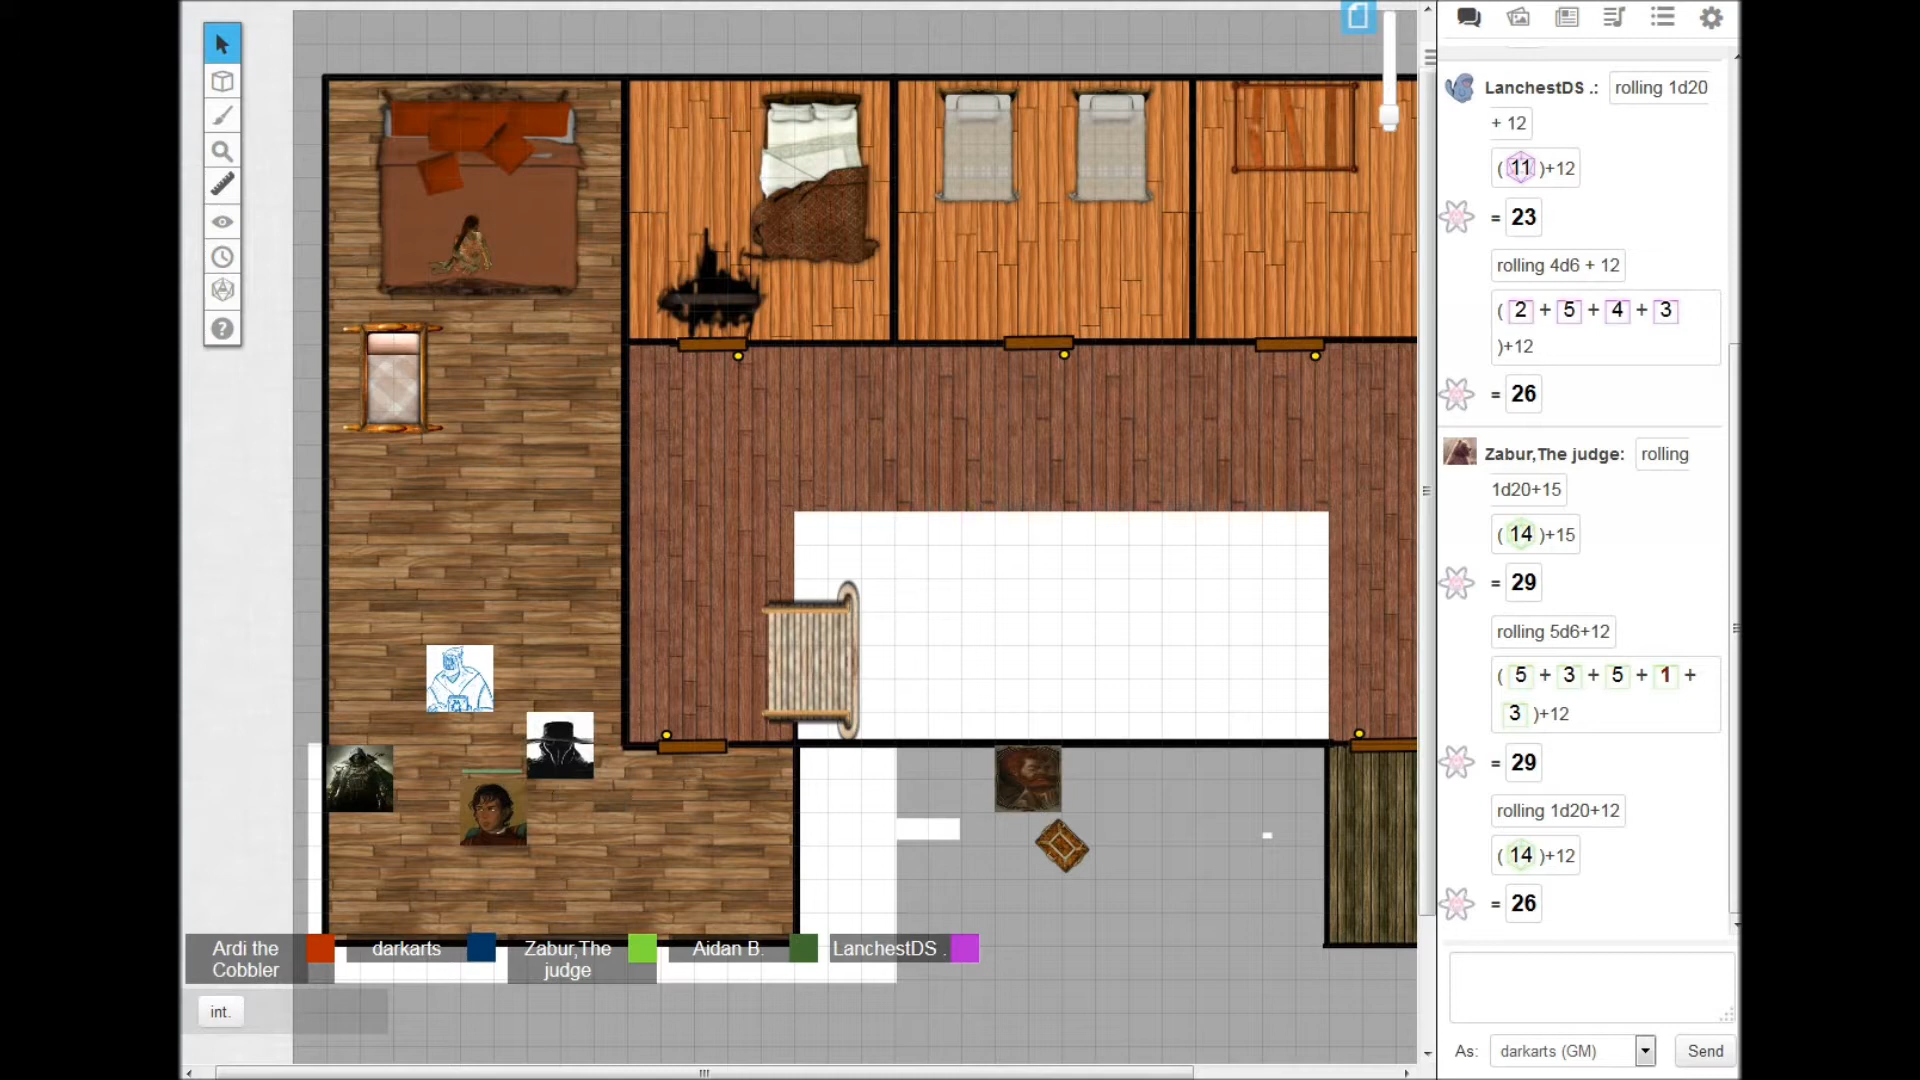 LanchestDS .: rolling 1d20
+ 12
( 11 )+12
= 23
rolling 4d6 + 12
( 2 + 5 + 4 + 3
)+12
= 26
Zabur,The judge: rolling
1d20+15
( 14 )+15
= 29
rolling 5d6+12
( 5 + 3 + 5 + 1 +
3 )+12
= 29
rolling 1d20+12
( 14 )+12
= 26
Ardi the
Cobbler
darkarts
Zabur,The
judge
Aidan B.
LanchestDS .
int.
As: darkarts (GM) Send